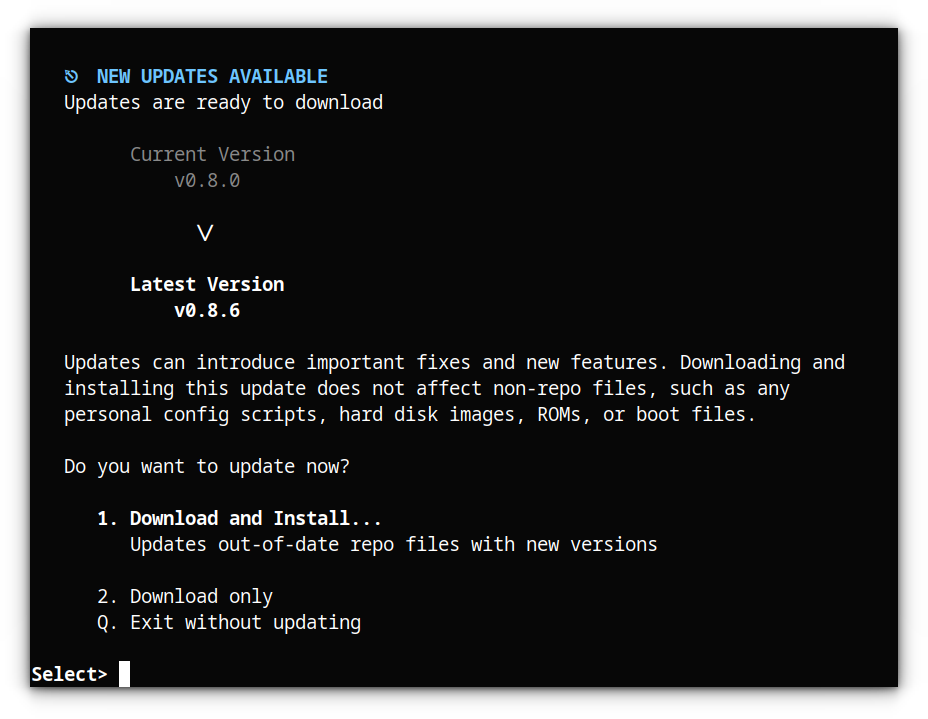 NEW UPDATES AVAILABLE
Updates are ready to download
Current Version
v0.8.0
V
Latest Version
v0.8.6
Updates can introduce important fixes and new features. Downloading and
installing this update does not affect non-repo files, such as any
personal config scripts, hard disk images, ROMs, or boot files.
Do you want to update now?
1. Download and Install...
Updates out-of-date repo files with new versions
2. Download only
Q. Exit without updating
Select>